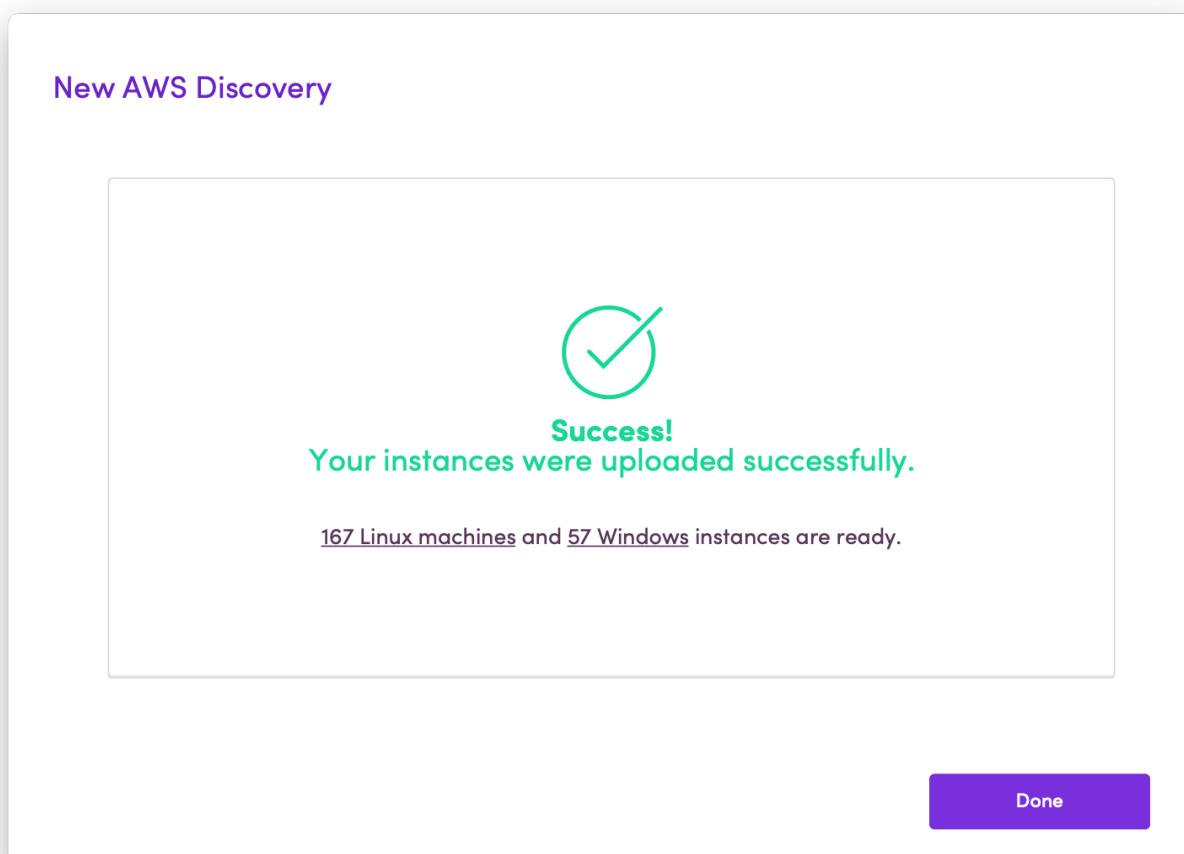 New AWS Discovery
Success!
Your instances were uploaded successfully.
167 Linux machines and 57 Windows instances are ready.
Done